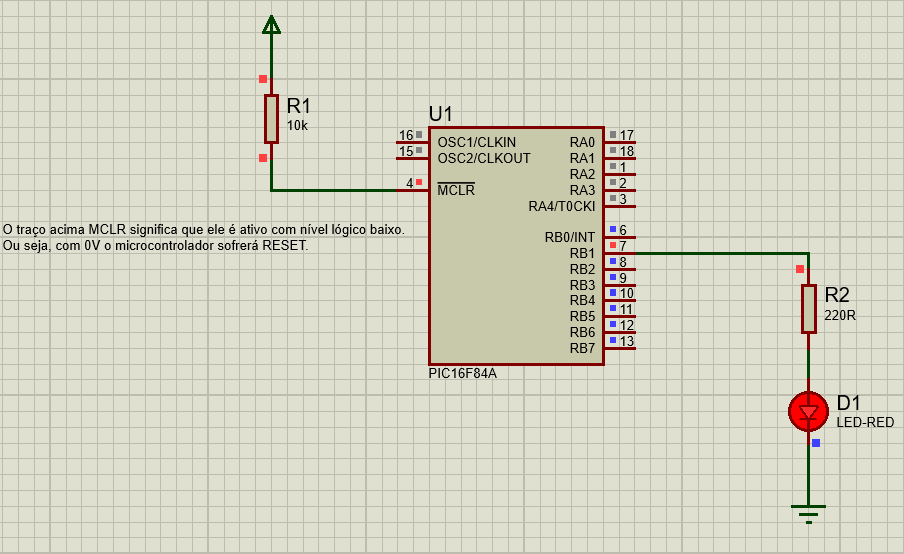 R1
10k
U1
16 OSC1/CLKIN RA0 17
15 OSC2/CLKOUT RA1 18
RA2 1
4 MCLR RA3 2
RA4/T0CKI 3
O traço acima MCLR significa que ele é ativo com nível lógico baixo.
Ou seja, com 0V o microcontrolador sofrerá RESET.
RB0/INT 6
RB1 7
RB2 8
RB3 9
RB4 10
RB5 11
RB6 12
RB7 13
PIC16F84A
R2
220R
D1
LED-RED